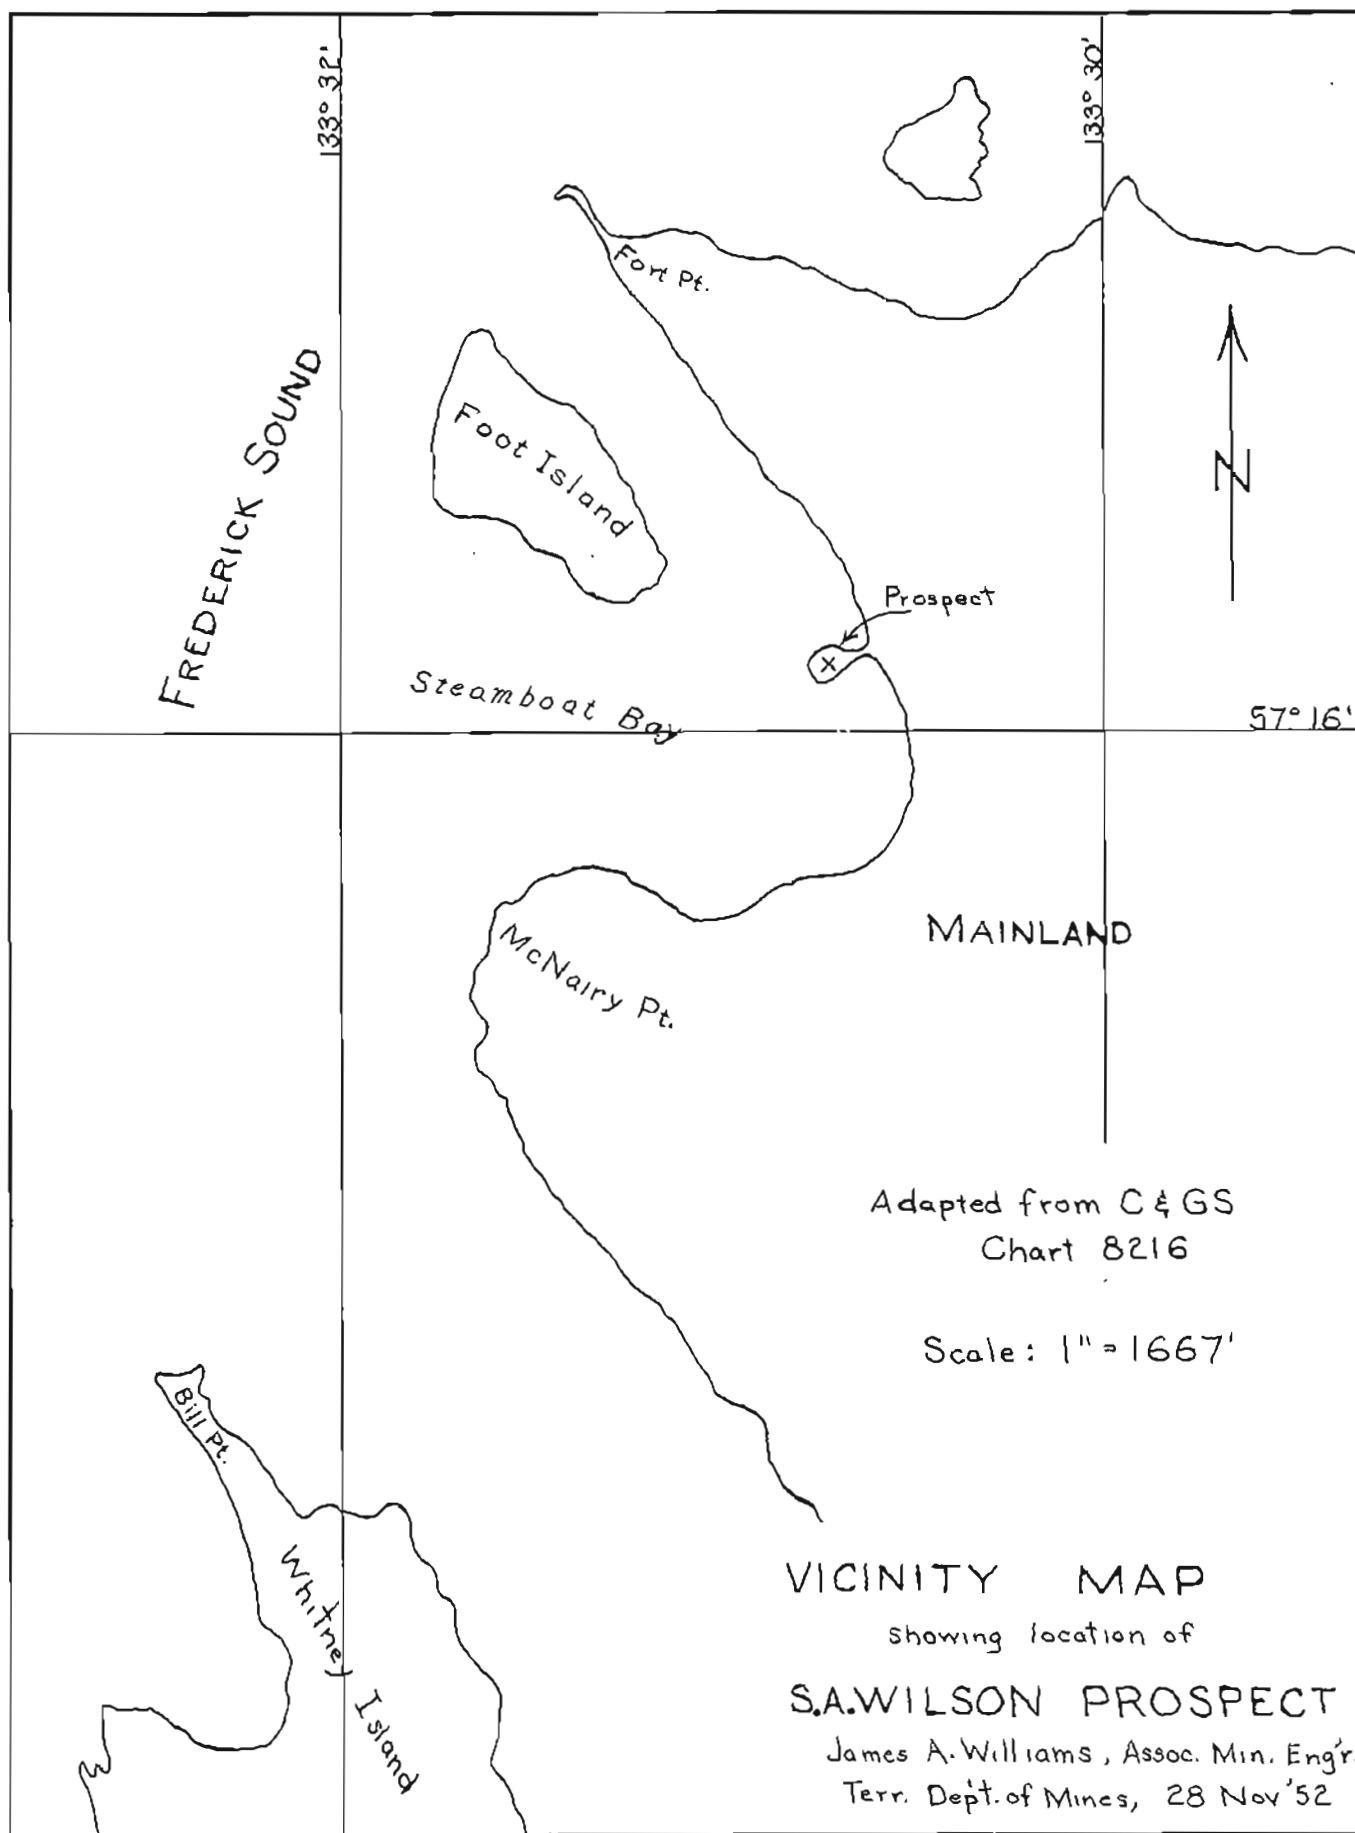 133° 32'
133° 30'
Fort Pt.
FREDERICK SOUND
Foot Island
N
Prospect
Steamboat Bay
57° 16'
MAINLAND
McNairy Pt.
Adapted from C & GS
Chart 8216
Scale: 1" = 1667'
Bill Pt.
Whitney Island
VICINITY MAP
showing location of
S.A. WILSON PROSPECT
James A. Williams, Assoc. Min. Eng'r.
Terr. Dep't. of Mines, 28 Nov '52